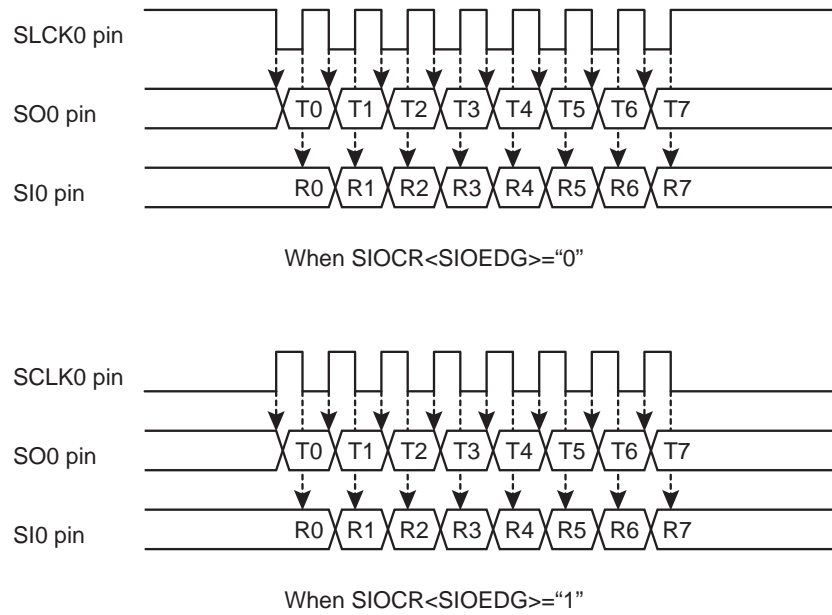 SLCK0 pin
SO0 pin T0 T1 T2 T3 T4 T5 T6 T7
SI0 pin R0 R1 R2 R3 R4 R5 R6 R7
When SIOCR<SIOEDG>=“0”
SCLK0 pin
SO0 pin T0 T1 T2 T3 T4 T5 T6 T7
SI0 pin R0 R1 R2 R3 R4 R5 R6 R7
When SIOCR<SIOEDG>=“1”